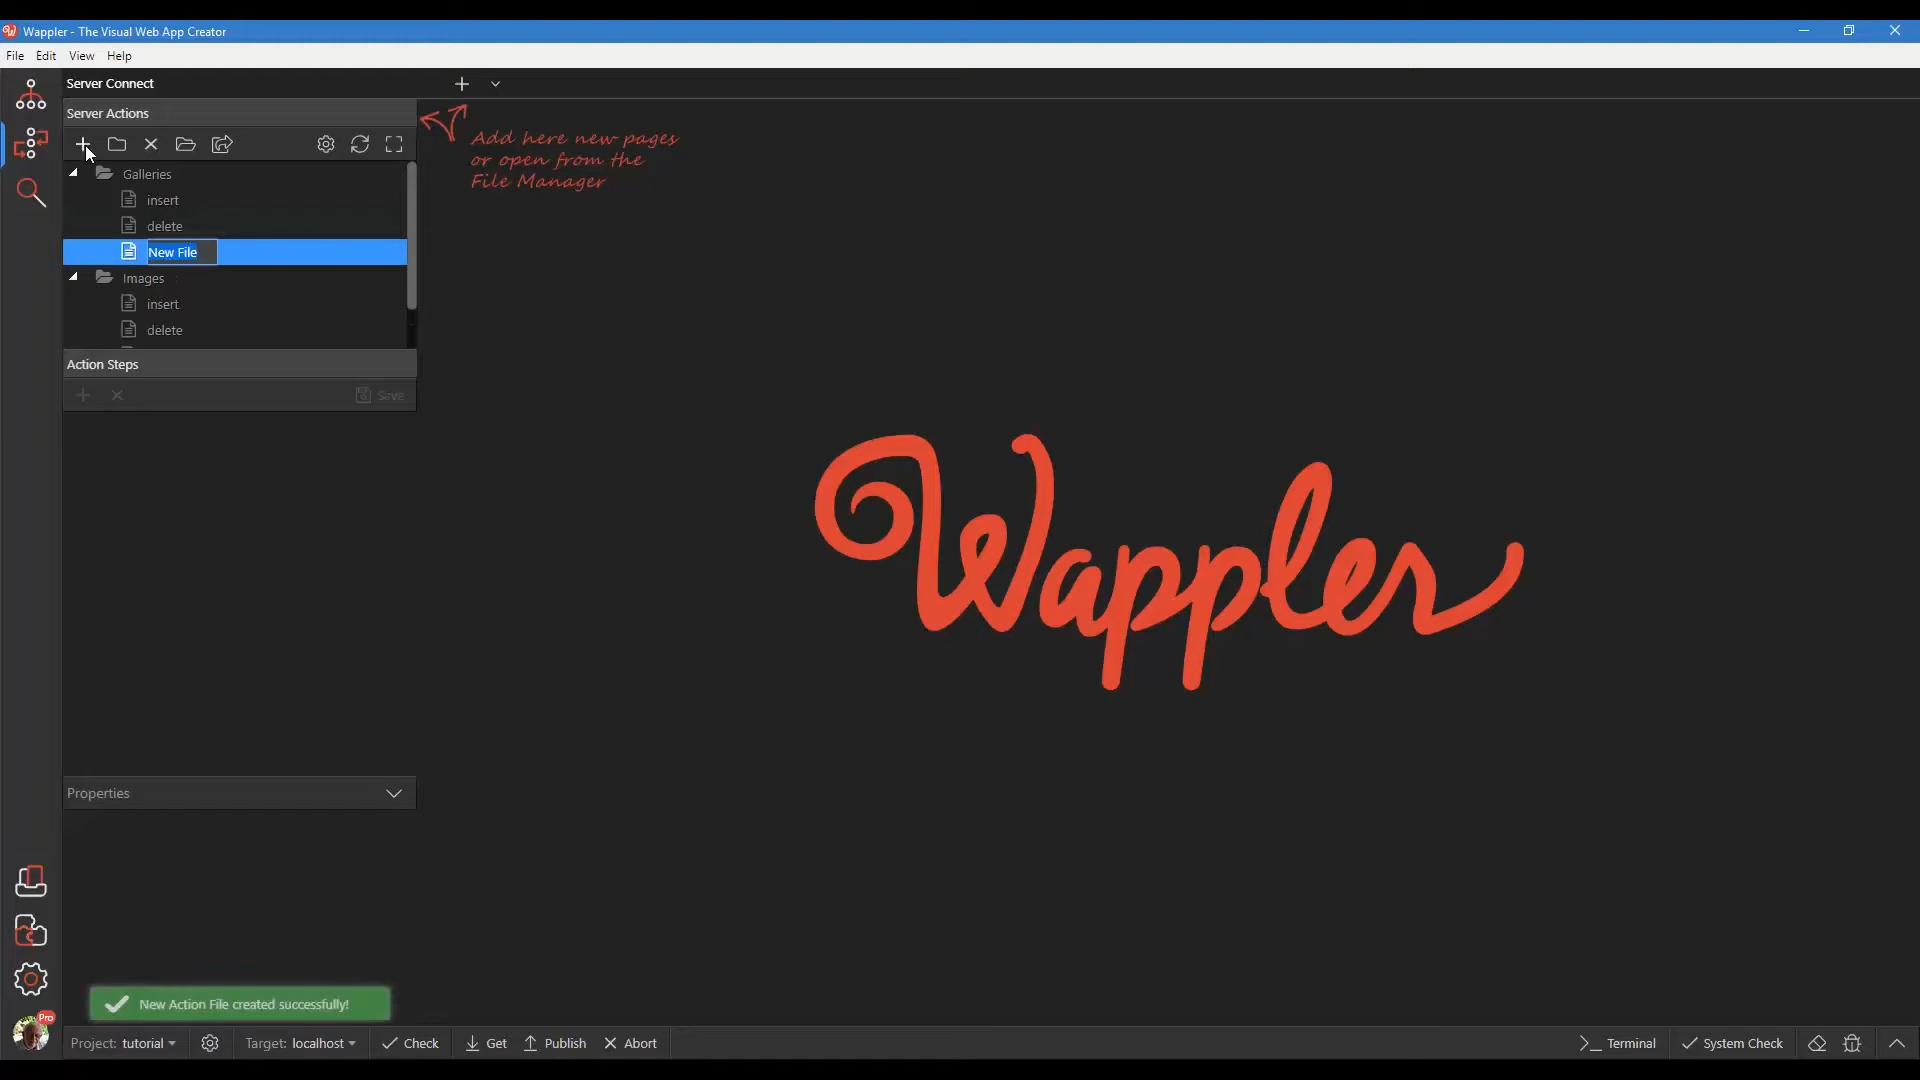 Wappler - The Visual Web App Creator
File Edit View Help
Server Connect
Server Actions
Add here new pages
or open from the
File Manager
Galleries
insert
delete
New File
Images
insert
delete
Action Steps
Save
Wappler
Properties
New Action File created successfully!
Pro
Project: tutorial Target: localhost Check Get Publish Abort Terminal System Check